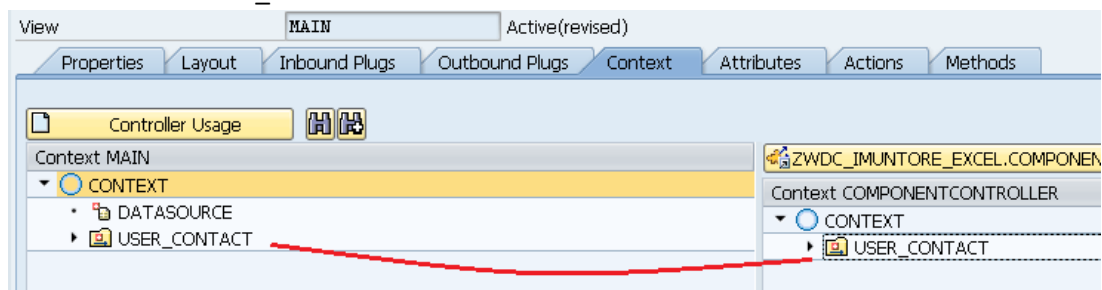 View MAIN Active(revised)
Properties Layout Inbound Plugs Outbound Plugs Context Attributes Actions Methods
Controller Usage
Context MAIN
CONTEXT
DATASOURCE
USER_CONTACT
ZWDC_IMUNTORE_EXCEL.COMPONEN
Context COMPONENTCONTROLLER
CONTEXT
USER_CONTACT